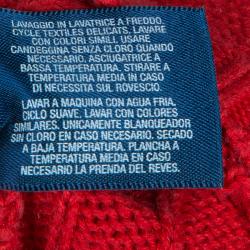 LAVAGGIO IN LAVATRICE A FREDDO,
CYCLE TEXTILES DELICATS. LAVARE
CON COLORI SIMILI. USARE
CANDEGGINA SENZA CLORO QUANDO
NECESSARIO. ASCIUGATRICE A
BASSA TEMPERATURA. STIRARE A
TEMPERATURA MEDIA IN CASO
DI NECESSITA SUL ROVESCIO.
LAVAR A MAQUINA CON AGUA FRIA.
CICLO SUAVE. LAVAR CON COLORES
SIMILARES. UNICAMENTE BLANQUEADOR
SIN CLORO EN CASO NECESARIO. SECADO
A BAJA TEMPERATURA. PLANCHA A
TEMPERATURA MEDIA EN CASO
NECESARIO LA PRENDA DEL REVES.